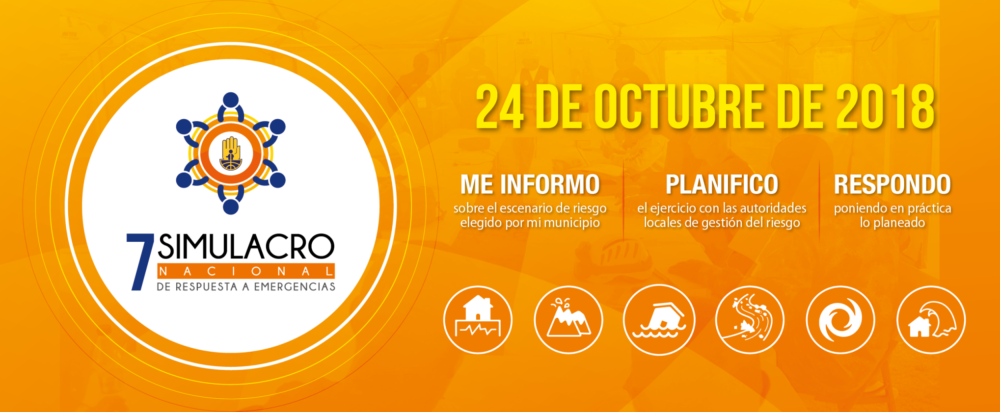 7 SIMULACRO
NACIONAL
DE RESPUESTA A EMERGENCIAS
24 DE OCTUBRE DE 2018
ME INFORMO
sobre el escenario de riesgo
elegido por mi municipio
PLANIFICO
el ejercicio con las autoridades
locales de gestión del riesgo
RESPONDO
poniendo en práctica
lo planeado